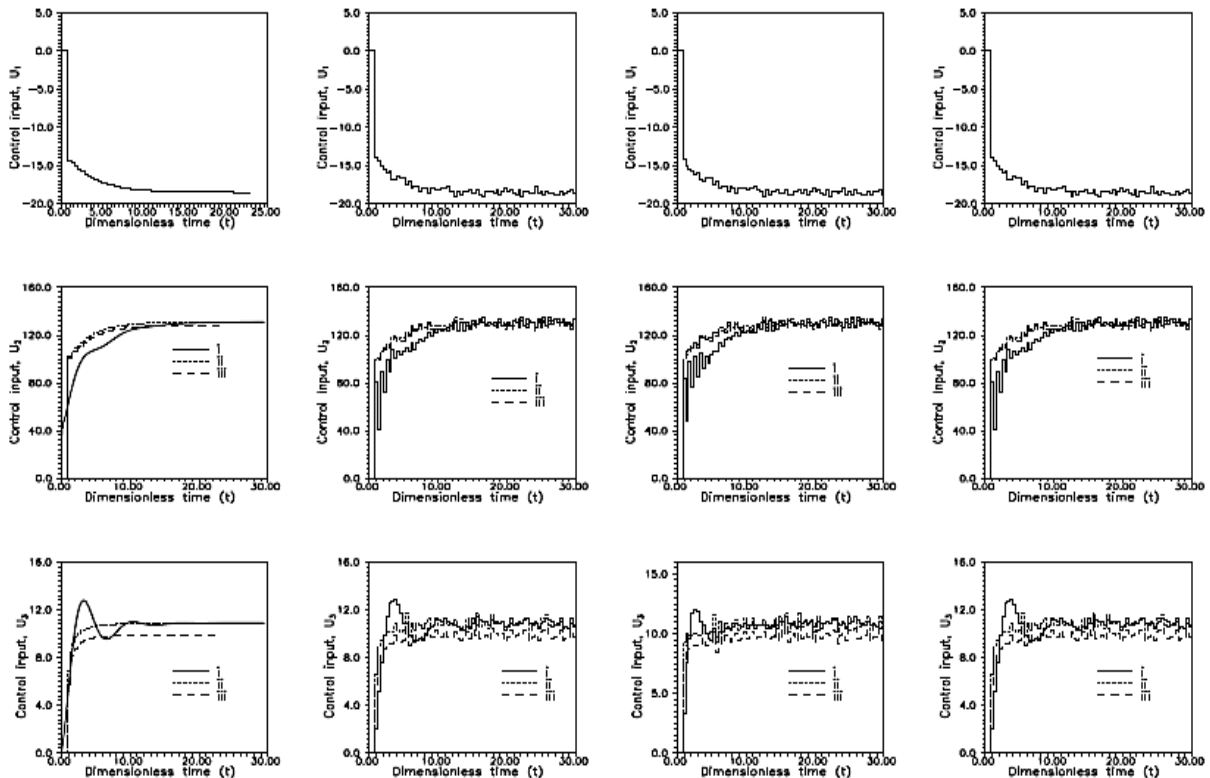 5.0 5.0 5.0 5.0
0.0 0.0 0.0 0.0
−5.0 −5.0 −5.0 −5.0
−10.0 −10.0 −10.0 −10.0
−15.0 −15.0 −15.0 −15.0
−20.0 −20.0 −20.0 −20.0
Control input, U1 Control input, U1 Control input, U1 Control input, U1
0.00 5.00 10.00 15.00 20.00 25.00 0.00 10.00 20.00 30.00 0.00 10.00 20.00 30.00 0.00 10.00 20.00 30.00
Dimensionless time (t) Dimensionless time (t) Dimensionless time (t) Dimensionless time (t)
160.0 160.0 160.0 160.0
120.0 120.0 120.0 120.0
80.0 80.0 80.0 80.0
40.0 40.0 40.0 40.0
0.0 0.0 0.0 0.0
Control input, U2 Control input, U2 Control input, U2 Control input, U2
i i i i
ii ii ii ii
iii iii iii iii
0.00 10.00 20.00 30.00 0.00 10.00 20.00 30.00 0.00 10.00 20.00 30.00 0.00 10.00 20.00 30.00
Dimensionless time (t) Dimensionless time (t) Dimensionless time (t) Dimensionless time (t)
16.0 16.0 15.0 16.0
12.0 12.0 10.0 12.0
8.0 8.0 5.0 8.0
4.0 4.0 0.0 4.0
0.0 0.0 0.0
Control input, U3 Control input, U3 Control input, U3 Control input, U3
i i i i
ii ii ii ii
iii iii iii iii
0.00 10.00 20.00 30.00 0.00 10.00 20.00 30.00 0.00 10.00 20.00 30.00 0.00 10.00 20.00 30.00
Dimensionless time (t) Dimensionless time (t) Dimensionless time (t) Dimensionless time (t)